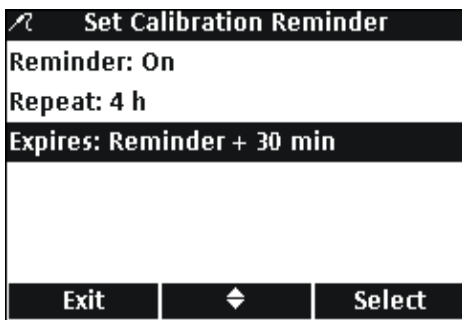 Set Calibration Reminder
Reminder: On
Repeat: 4 h
Expires: Reminder + 30 min
Exit Select